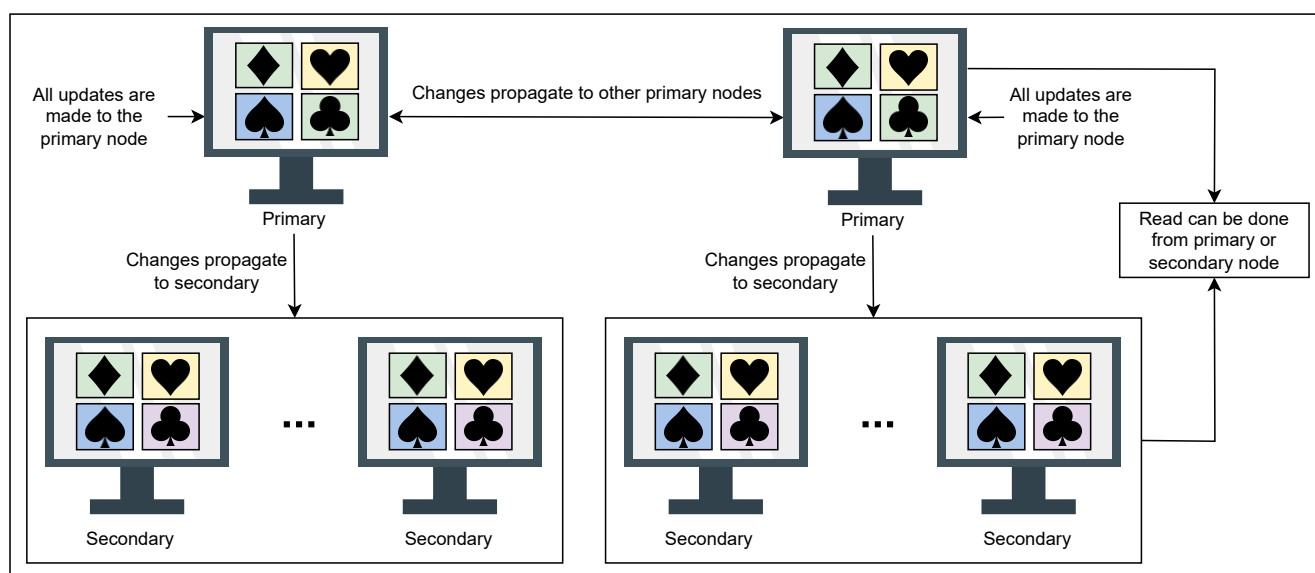 All updates are
made to the
primary node
Changes propagate to other primary nodes
All updates are
made to the
primary node
Primary
Primary
Read can be done
from primary or
secondary node
Changes propagate
to secondary
Changes propagate
to secondary
...
...
Secondary
Secondary
Secondary
Secondary